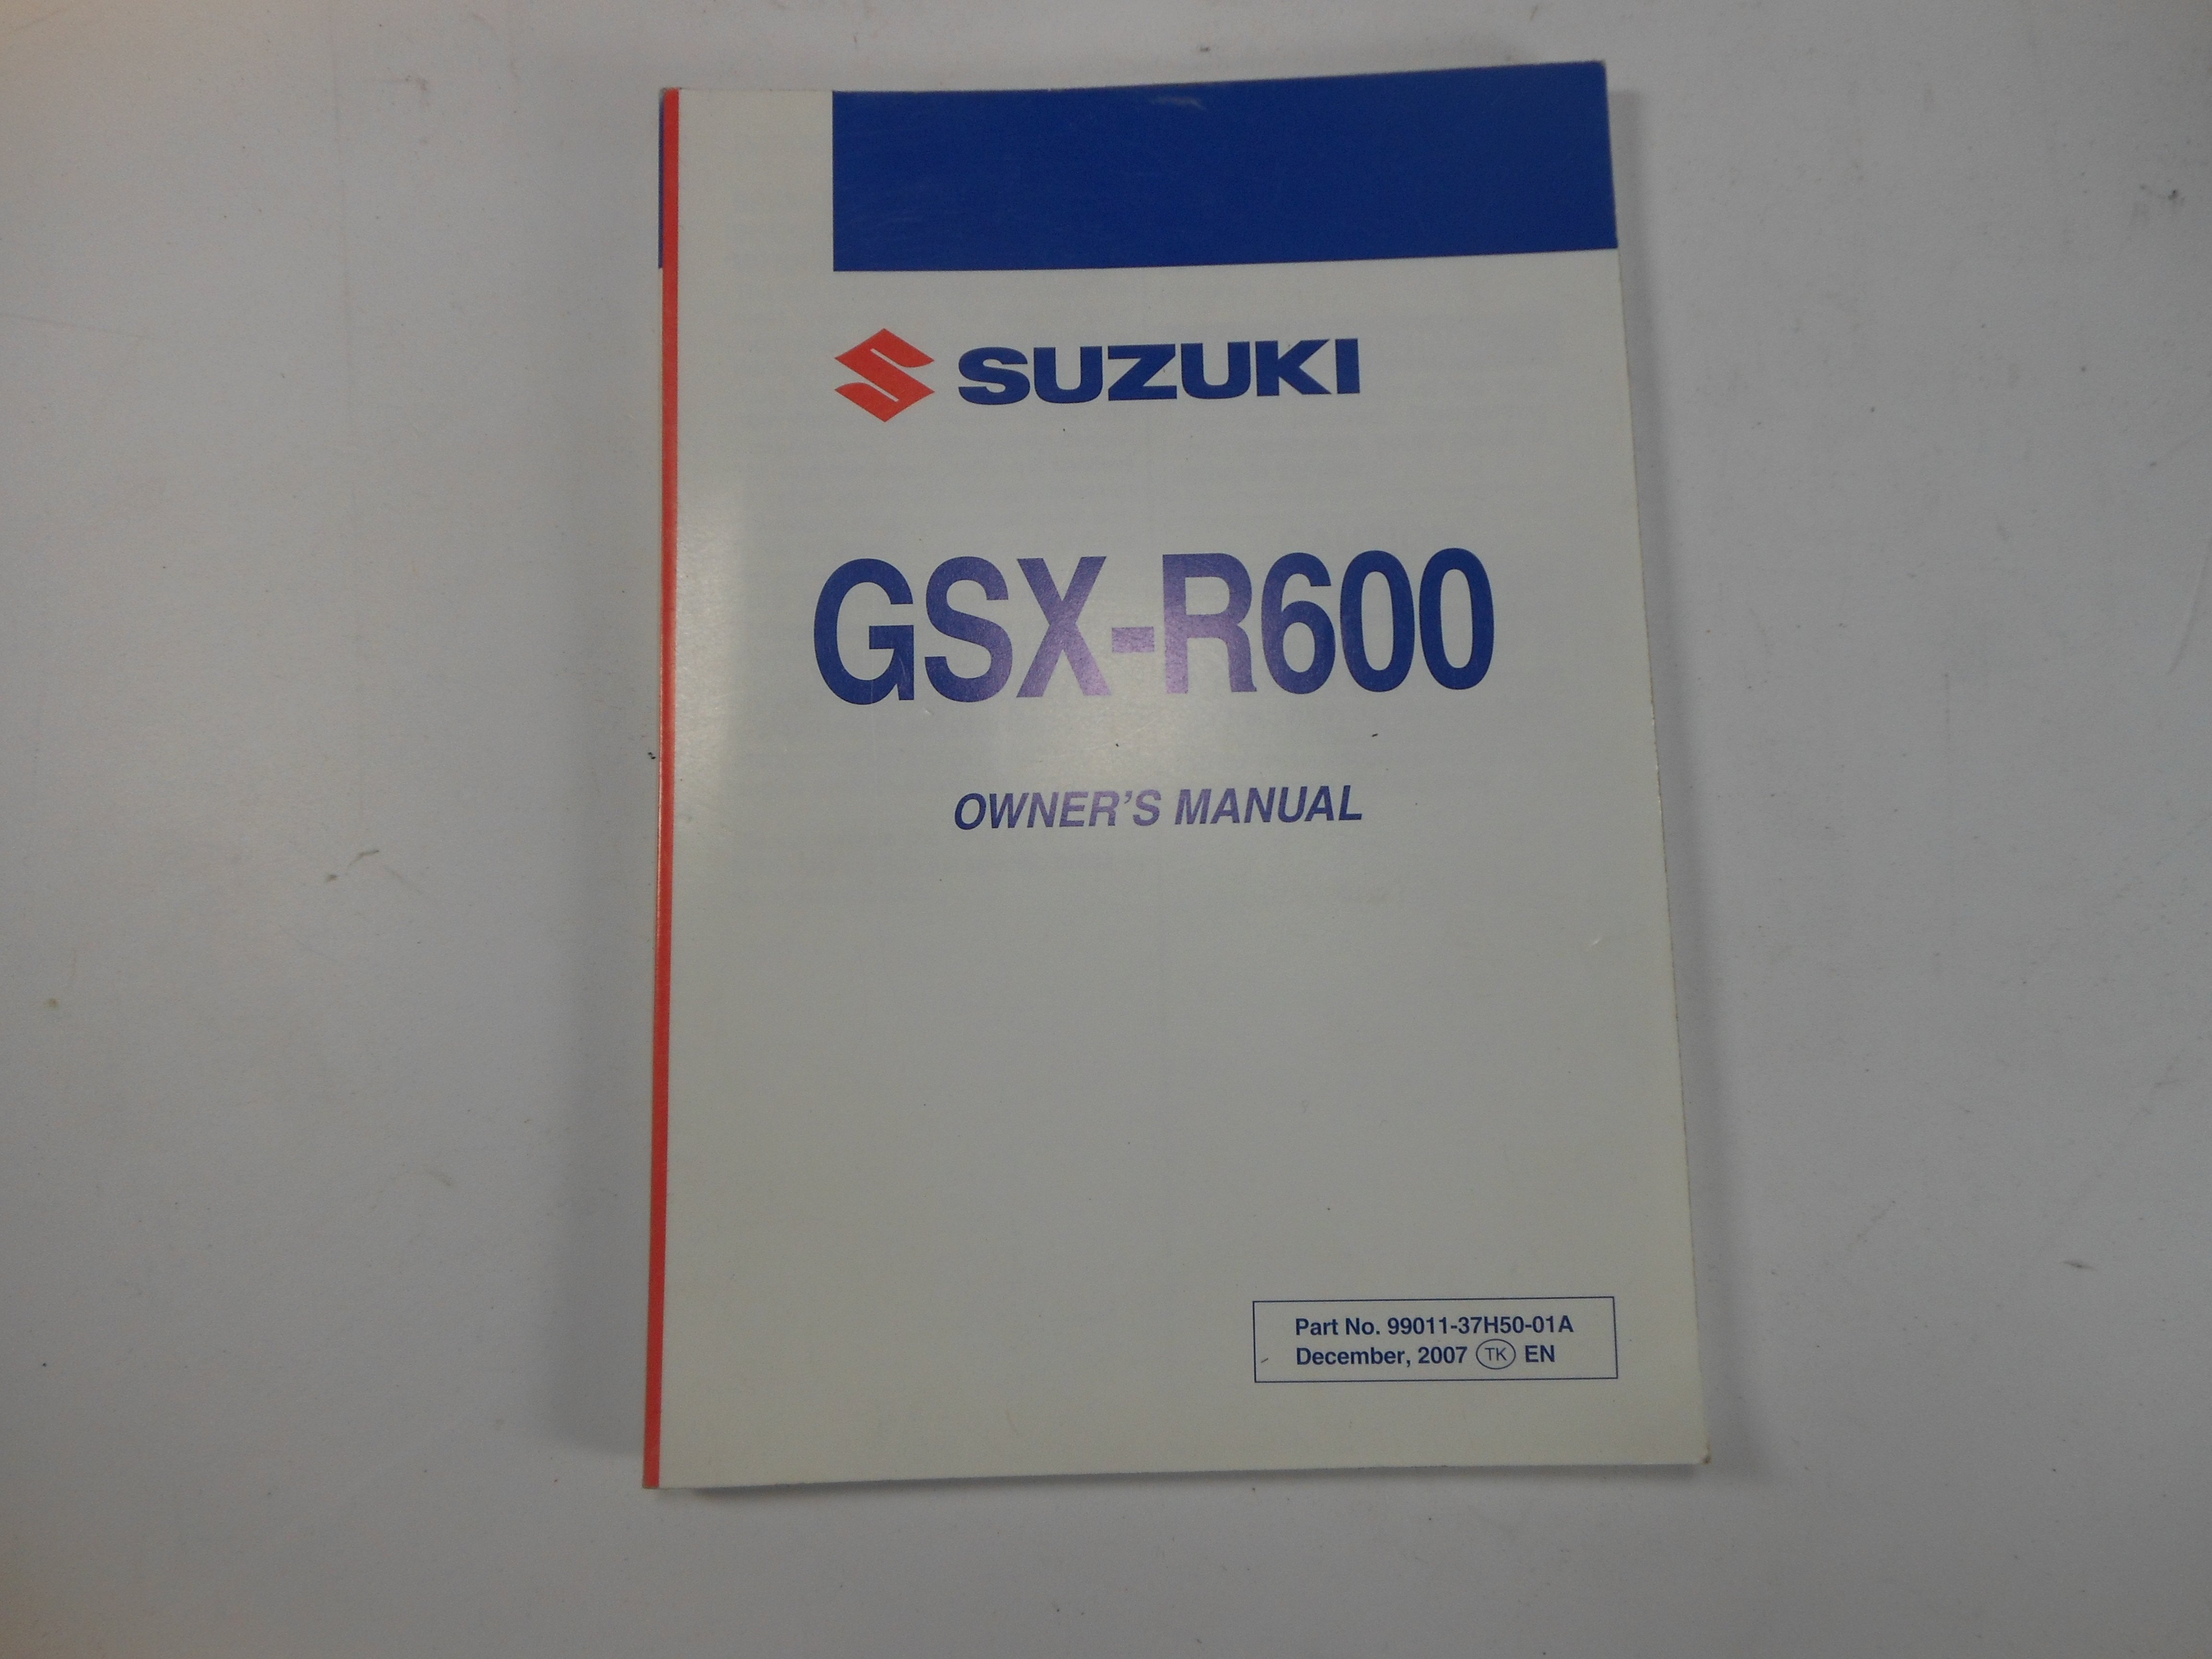 SUZUKI
GSX-R600
OWNER'S MANUAL
Part No. 99011-37H50-01A
December, 2007 TK EN